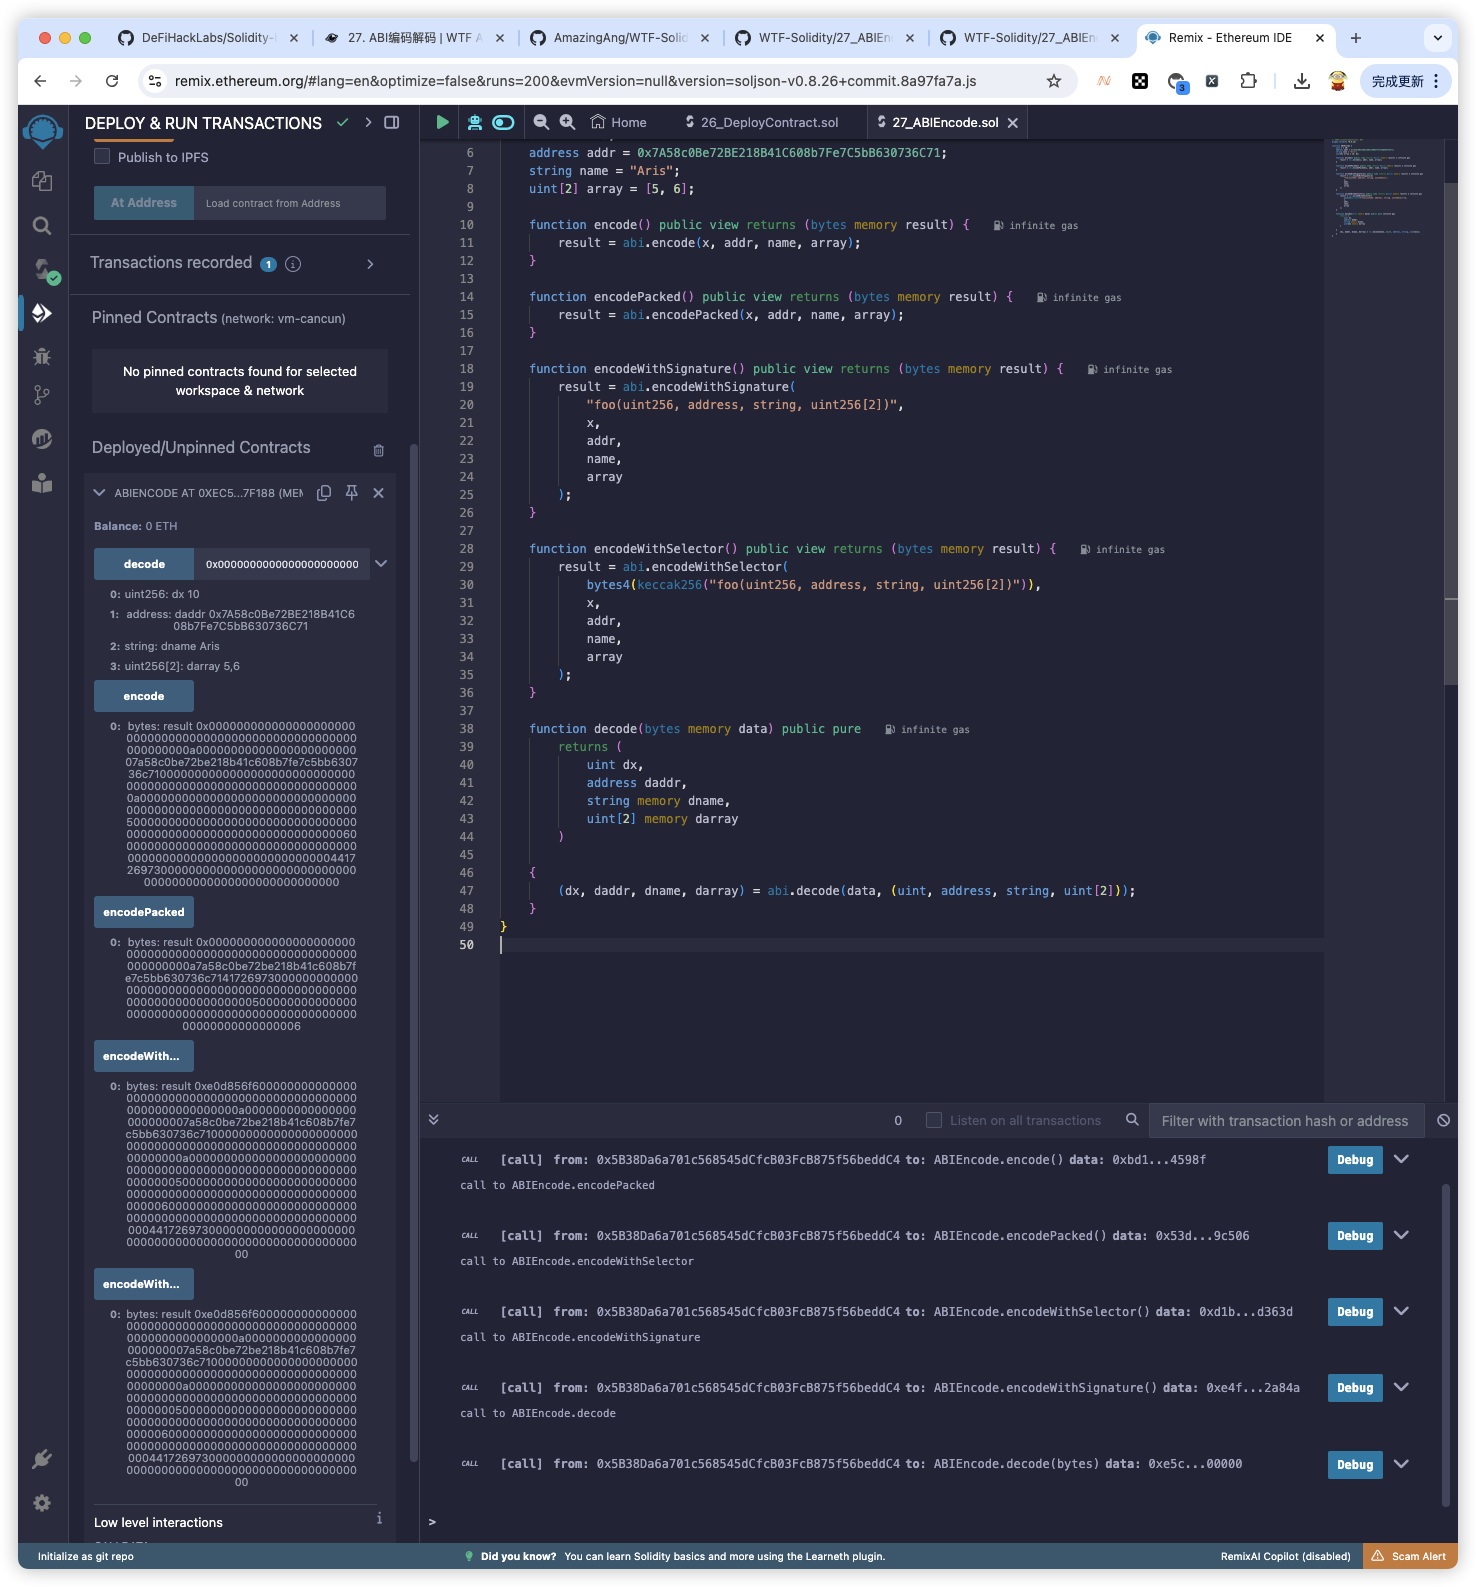 DeFiHackLabs/Solidity-
27. ABI编码解码 | WTF A
AmazingAng/WTF-Solid
WTF-Solidity/27_ABIEn
WTF-Solidity/27_ABIEn
Remix - Ethereum IDE
remix.ethereum.org/#lang=en&optimize=false&runs=200&evmVersion=null&version=soljson-v0.8.26+commit.8a97fa7a.js
3
完成更新
DEPLOY & RUN TRANSACTIONS
Publish to IPFS
At Address
Load contract from Address
Transactions recorded 1
Pinned Contracts (network: vm-cancun)
No pinned contracts found for selected
workspace & network
Deployed/Unpinned Contracts
ABIENCODE AT 0XEC5...7F188 (MEM
Balance: 0 ETH
decode
0x0000000000000000000000
0: uint256: dx 10
1: address: daddr 0x7A58c0Be72BE218B41C6
08b7Fe7C5bB630736C71
2: string: dname Aris
3: uint256[2]: darray 5,6
encode
0: bytes: result 0x000000000000000000000
encodePacked
0: bytes: result 0x000000000000000000000
000000000a7a58c0be72be218b41c608b7f
encodeWith...
0: bytes: result 0xe0d856f600000000000000
encodeWith...
0: bytes: result 0xe0d856f600000000000000
Low level interactions
Home
26_DeployContract.sol
27_ABIEncode.sol
6 address addr = 0x7A58c0Be72BE218B41C608b7Fe7C5bB630736C71;
7 string name = "Aris";
8 uint[2] array = [5, 6];
9
10 function encode() public view returns (bytes memory result) { infinite gas
11 result = abi.encode(x, addr, name, array);
12 }
13
14 function encodePacked() public view returns (bytes memory result) { infinite gas
15 result = abi.encodePacked(x, addr, name, array);
16 }
17
18 function encodeWithSignature() public view returns (bytes memory result) { infinite gas
19 result = abi.encodeWithSignature(
20 "foo(uint256, address, string, uint256[2])",
21 x,
22 addr,
23 name,
24 array
25 );
26 }
27
28 function encodeWithSelector() public view returns (bytes memory result) { infinite gas
29 result = abi.encodeWithSelector(
30 bytes4(keccak256("foo(uint256, address, string, uint256[2])")),
31 x,
32 addr,
33 name,
34 array
35 );
36 }
37
38 function decode(bytes memory data) public pure infinite gas
39 returns (
40 uint dx,
41 address daddr,
42 string memory dname,
43 uint[2] memory darray
44 )
45
46 {
47 (dx, daddr, dname, darray) = abi.decode(data, (uint, address, string, uint[2]));
48 }
49 }
50
0
Listen on all transactions
Filter with transaction hash or address
CALL [call] from: 0x5B38Da6a701c568545dCfcB03FcB875f56beddC4 to: ABIEncode.encode() data: 0xbd1...4598f Debug
call to ABIEncode.encodePacked
CALL [call] from: 0x5B38Da6a701c568545dCfcB03FcB875f56beddC4 to: ABIEncode.encodePacked() data: 0x53d...9c506 Debug
call to ABIEncode.encodeWithSelector
CALL [call] from: 0x5B38Da6a701c568545dCfcB03FcB875f56beddC4 to: ABIEncode.encodeWithSelector() data: 0xd1b...d363d Debug
call to ABIEncode.encodeWithSignature
CALL [call] from: 0x5B38Da6a701c568545dCfcB03FcB875f56beddC4 to: ABIEncode.encodeWithSignature() data: 0xe4f...2a84a Debug
call to ABIEncode.decode
CALL [call] from: 0x5B38Da6a701c568545dCfcB03FcB875f56beddC4 to: ABIEncode.decode(bytes) data: 0xe5c...00000 Debug
>
Initialize as git repo
Did you know? You can learn Solidity basics and more using the Learneth plugin.
RemixAI Copilot (disabled)
Scam Alert